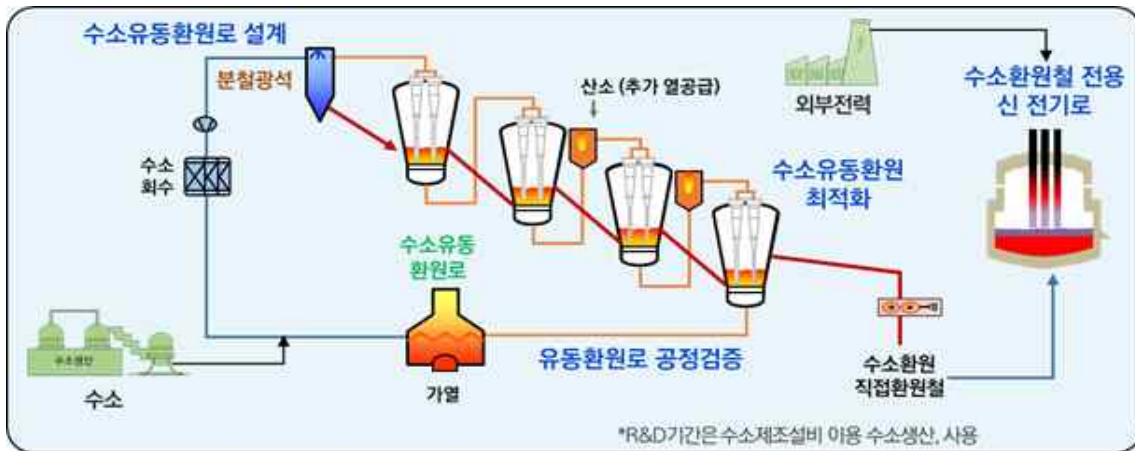 수소유동환원로 설계
분철광석
산소 (추가 열공급)
외부전력
수소환원철 전용
신 전기로
수소
회수
수소유동환원
최적화
수소유동
환원로
수소생산
수소
가열
유동환원로 공정검증
수소환원
직접환원철
*R&D기간은 수소제조설비 이용 수소생산, 사용